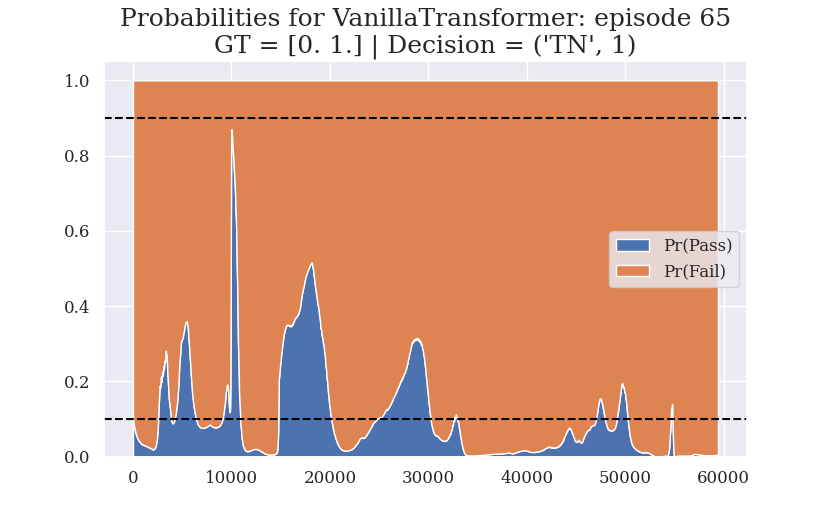 Probabilities for VanillaTransformer: episode 65
GT = [0. 1.] | Decision = ('TN', 1)
1.0
0.8
0.6
0.4
0.2
0.0
Pr(Pass)
Pr(Fail)
0 10000 20000 30000 40000 50000 60000